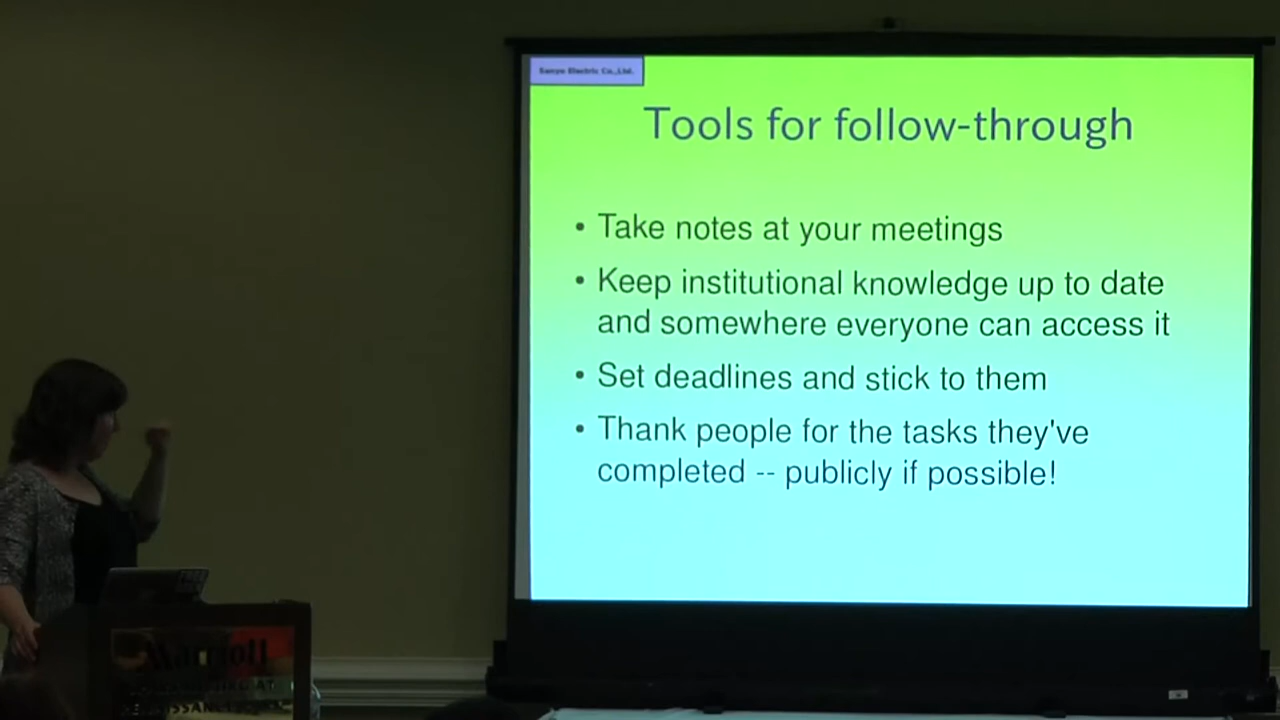 Sanyo Electric Co.,Ltd.
Tools for follow-through
• Take notes at your meetings
• Keep institutional knowledge up to date
and somewhere everyone can access it
• Set deadlines and stick to them
• Thank people for the tasks they've
completed -- publicly if possible!
Marriott